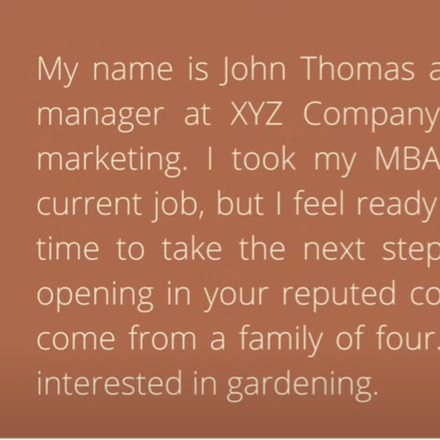 My name is John Thomas a
manager at XYZ Company
marketing. I took my MBA
current job, but I feel ready
time to take the next step
opening in your reputed co
come from a family of four.
interested in gardening.